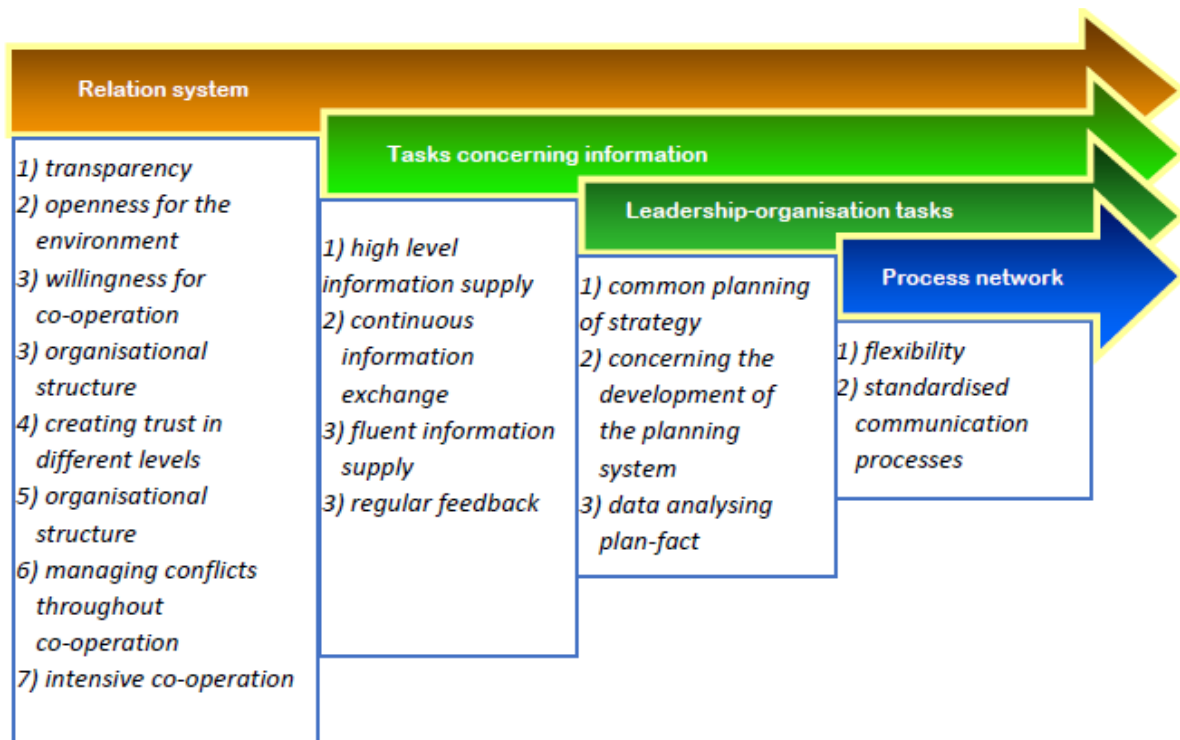 Relation system
1) transparency
2) openness for the
environment
3) willingness for
co-operation
3) organisational
structure
4) creating trust in
different levels
5) organisational
structure
6) managing conflicts
throughout
co-operation
7) intensive co-operation
Tasks concerning information
1) high level
information supply
2) continuous
information
exchange
3) fluent information
supply
3) regular feedback
Leadership-organisation tasks
1) common planning
of strategy
2) concerning the
development of
the planning
system
3) data analysing
plan-fact
Process network
1) flexibility
2) standardised
communication
processes